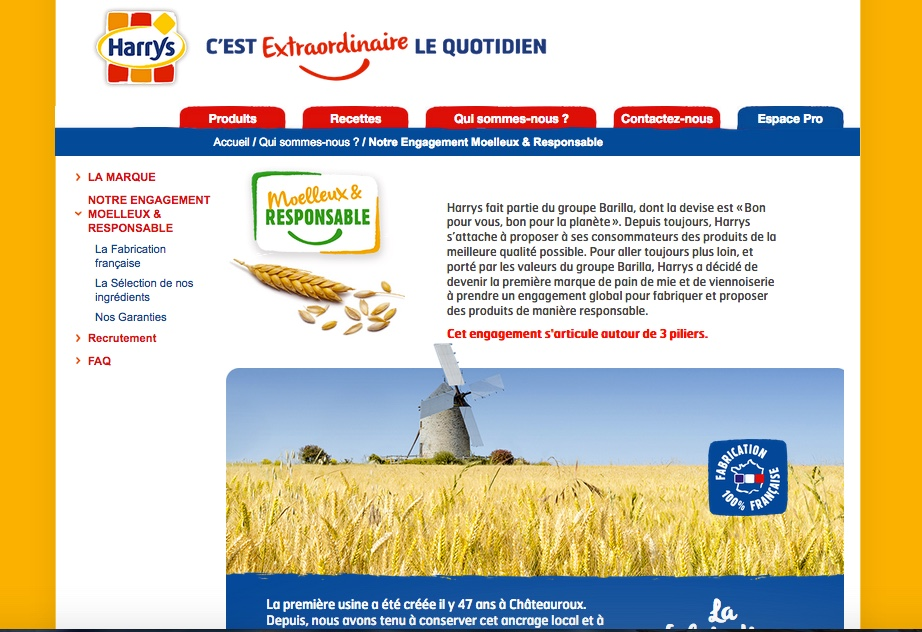 Harry's
C'EST Extraordinaire LE QUOTIDIEN
Produits
Recettes
Qui sommes-nous ?
Contactez-nous
Espace Pro
Accueil / Qui sommes-nous ? / Notre Engagement Moelleux & Responsable
LA MARQUE
NOTRE ENGAGEMENT
MOELLEUX &
RESPONSABLE
La Fabrication
française
La Sélection de nos
ingrédients
Nos Garanties
Recrutement
FAQ
Moelleux &
RESPONSABLE
Harrys fait partie du groupe Barilla, dont la devise est «Bon
pour vous, bon pour la planète». Depuis toujours, Harrys
s'attache à proposer à ses consommateurs des produits de la
meilleure qualité possible. Pour aller toujours plus loin, et
porté par les valeurs du groupe Barilla, Harrys a décidé de
devenir la première marque de pain de mie et de viennoiserie
à prendre un engagement global pour fabriquer et proposer
des produits de manière responsable.
Cet engagement s'articule autour de 3 piliers.
FABRICATION
100% FRANÇAISE
La première usine a été créée il y 47 ans à Châteauroux.
Depuis, nous avons tenu à conserver cet ancrage local et à
La